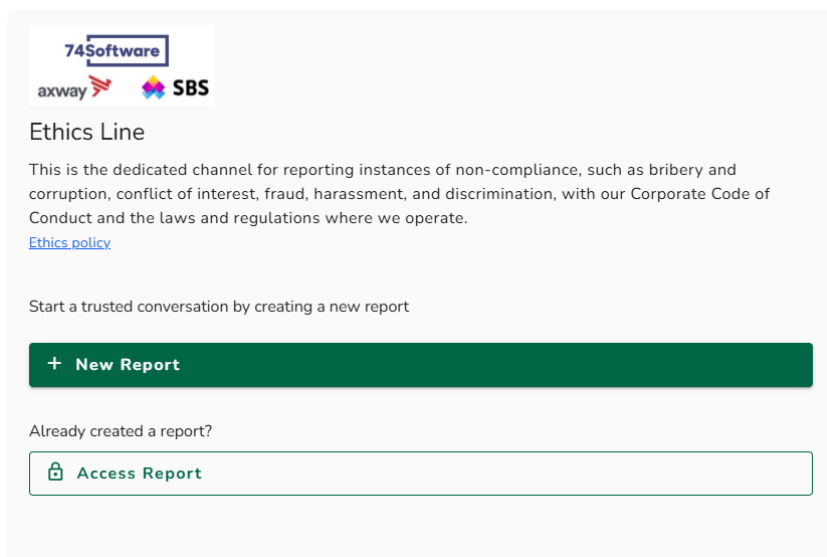 74Software
axway SBS
Ethics Line
This is the dedicated channel for reporting instances of non-compliance, such as bribery and
corruption, conflict of interest, fraud, harassment, and discrimination, with our Corporate Code of
Conduct and the laws and regulations where we operate.
Ethics policy
Start a trusted conversation by creating a new report
+ New Report
Already created a report?
Access Report